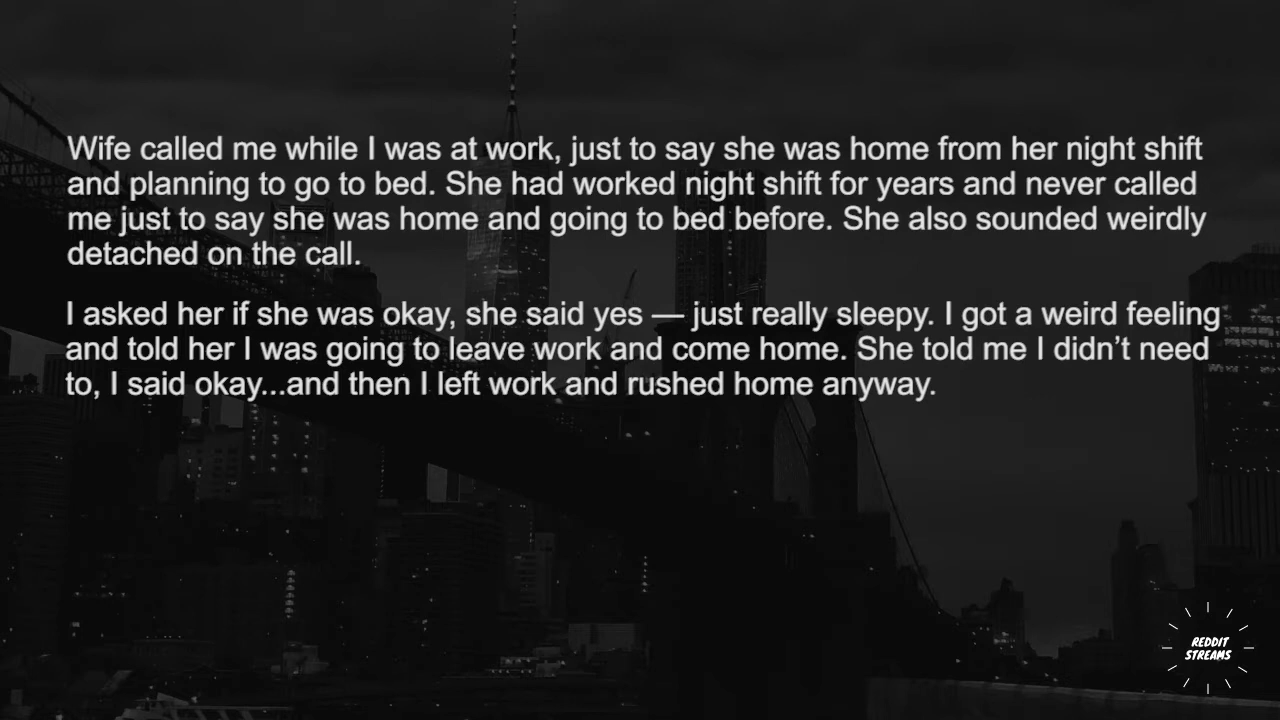 Wife called me while I was at work, just to say she was home from her night shift
and planning to go to bed. She had worked night shift for years and never called
me just to say she was home and going to bed before. She also sounded weirdly
detached on the call.
I asked her if she was okay, she said yes — just really sleepy. I got a weird feeling
and told her I was going to leave work and come home. She told me I didn’t need
to, I said okay...and then I left work and rushed home anyway.
REDDIT
STREAMS